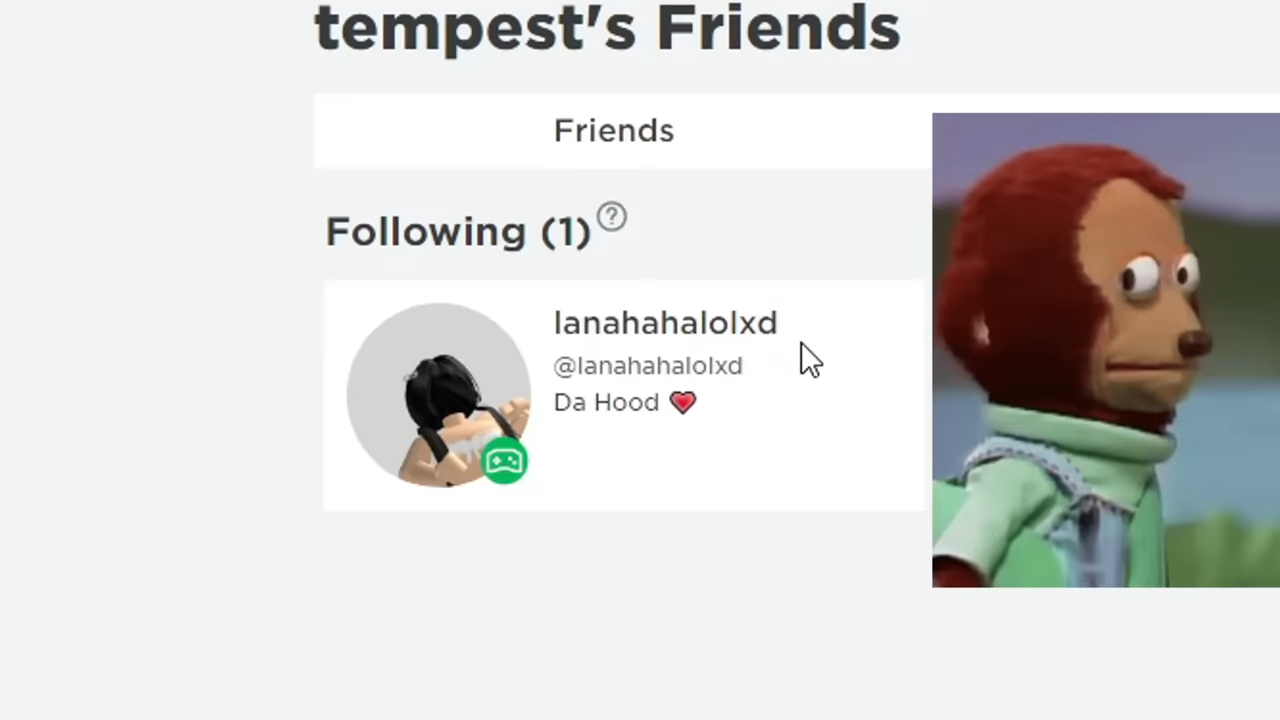 tempest's Friends
Friends
Following (1)
lanahahalolxd
@lanahahalolxd
Da Hood ❤️